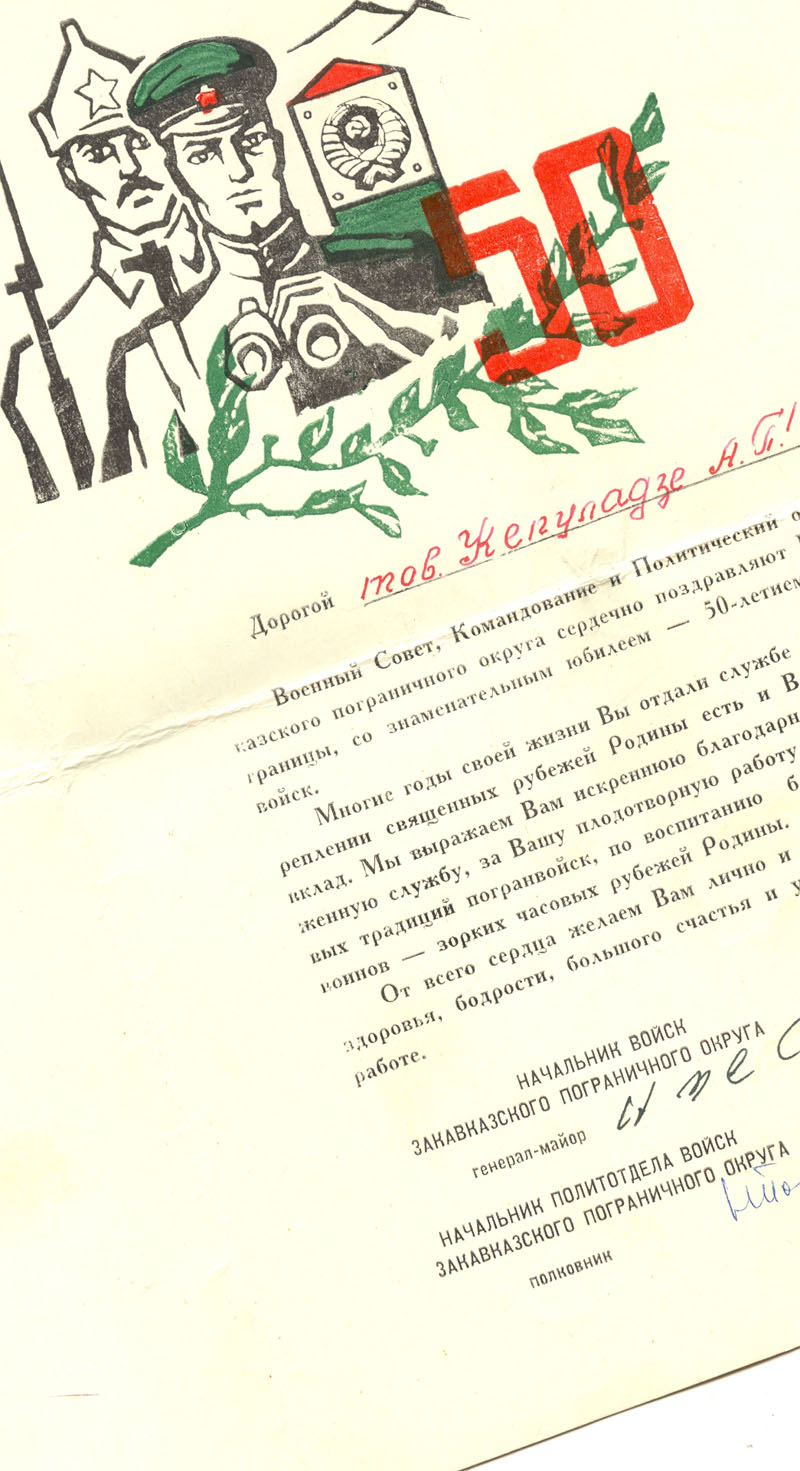 50
Дорогой тов. Жепуладзе А.П.!
Военный Совет, Командование и Политический о
казского пограничного округа сердечно поздравляют
границы, со знаменательным юбилеем — 50-летием
войск.
Многие годы своей жизни Вы отдали службе
реплении священных рубежей Родины есть и В
вклад. Мы выражаем Вам искреннюю благодарн
женную службу, за Вашу плодотворную работу
вых традиций погранвойск, по воспитанию б
воинов — зорких часовых рубежей Родины.
От всего сердца желаем Вам лично и
здоровья, бодрости, большого счастья и у
работе.
НАЧАЛЬНИК ВОЙСК
ЗАКАВКАЗСКОГО ПОГРАНИЧНОГО ОКРУГА
генерал-майор
НАЧАЛЬНИК ПОЛИТОТДЕЛА ВОЙСК
ЗАКАВКАЗСКОГО ПОГРАНИЧНОГО ОКРУГА
полковник